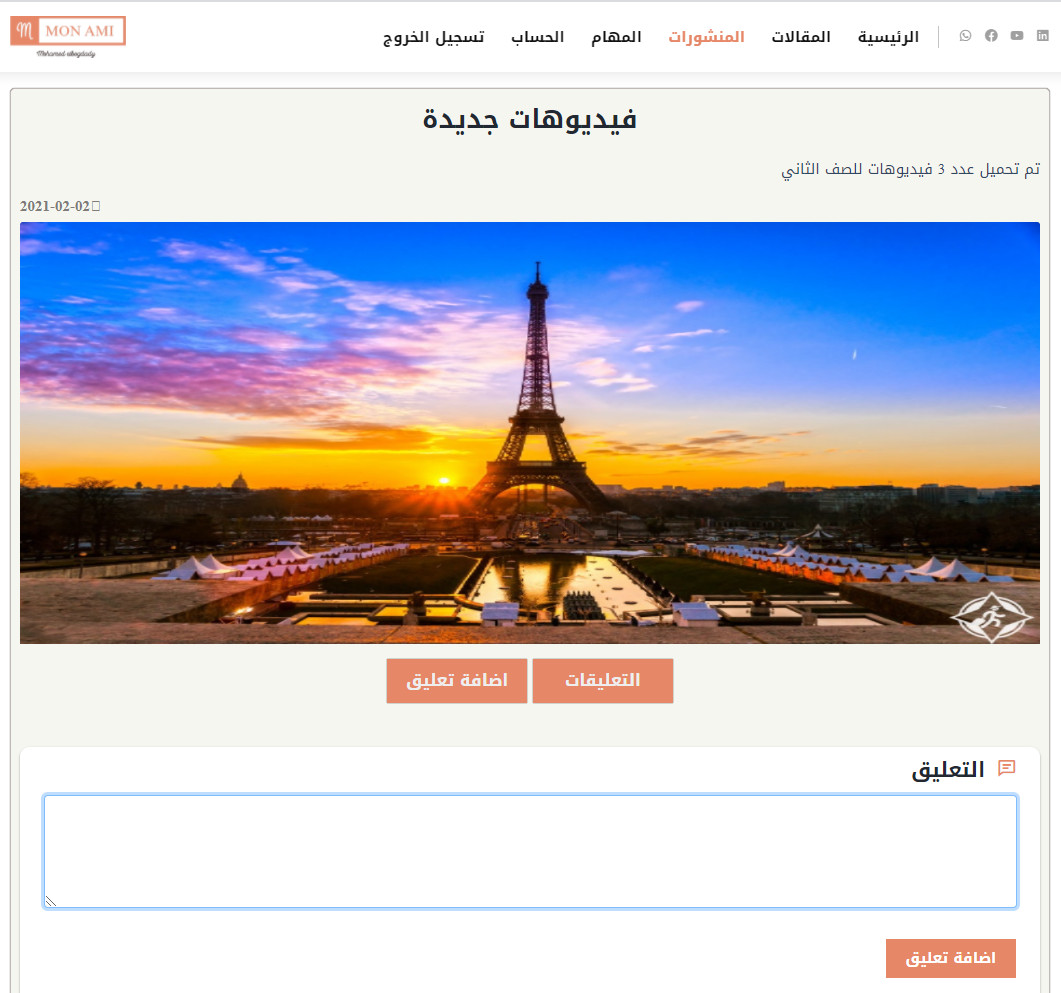 MON AMI
Mohamed elbogdady
الرئيسية
المقالات
المنشورات
المهام
الحساب
تسجيل الخروج
فيديوهات جديدة
تم تحميل عدد 3 فيديوهات للصف الثاني
2021-02-02
التعليقات
اضافة تعليق
التعليق
اضافة تعليق